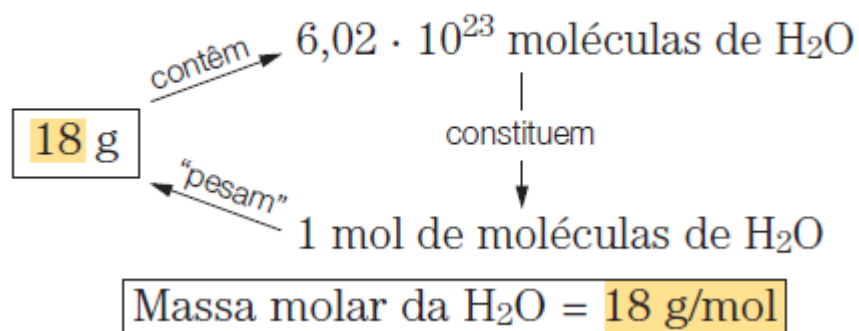 6,02 · 10²³ moléculas de H₂O
contêm
18 g
constituem
"pesam"
1 mol de moléculas de H₂O
Massa molar da H₂O = 18 g/mol